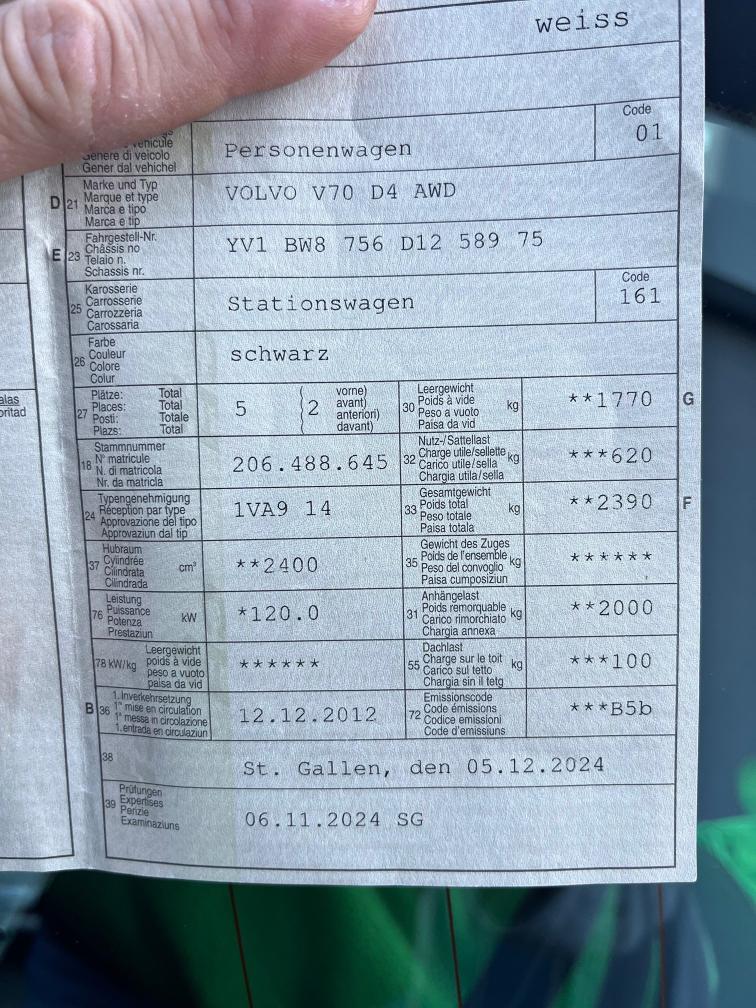 weiss
véhicule
Genere di veicolo
Gener dal vehichel
Personenwagen
Code
01
D
21
Marke und Typ
Marque et type
Marca e tipo
Marca e tip
VOLVO V70 D4 AWD
E
23
Fahrgestell-Nr.
Châssis no
Telaio n.
Schassis nr.
YV1 BW8 756 D12 589 75
25
Karosserie
Carrosserie
Carrozzeria
Carossaria
Stationswagen
Code
161
26
Farbe
Couleur
Colore
Colur
schwarz
27
Plätze: Total
Places: Total
Posti: Totale
Plazs: Total
5
(2
vorne)
avant)
anteriori)
davant)
30
Leergewicht
Poids à vide
Peso a vuoto
Paisa da vid
kg
**1770
G
18
Stammnummer
N° matricule
N. di matricola
Nr. da matricla
206.488.645
32
Nutz-/Sattellast
Charge utile/sellette
Carico utile/sella
Chargia utila/sella
kg
***620
24
Typengenehmigung
Réception par type
Approvazione del tipo
Approvaziun dal tip
1VA9 14
33
Gesamtgewicht
Poids total
Peso totale
Paisa totala
kg
**2390
F
37
Hubraum
Cylindrée
Cilindrata
Cilindrada
cm³
**2400
35
Gewicht des Zuges
Poids de l'ensemble
Peso del convoglio
Paisa cumposiziun
kg
******
76
Leistung
Puissance
Potenza
Prestaziun
kW
*120.0
31
Anhängelast
Poids remorquable
Carico rimorchiato
Chargia annexa
kg
**2000
78 kW/kg
Leergewicht
poids à vide
peso a vuoto
paisa da vid
******
55
Dachlast
Charge sur le toit
Carico sul tetto
Chargia sin il tetg
kg
***100
B
36
1. Inverkehrsetzung
1re mise en circulation
1a messa in circolazione
1. entrada en circulaziun
12.12.2012
72
Emissionscode
Code émissions
Codice emissioni
Code d'emissiuns
***B5b
38
St. Gallen, den 05.12.2024
39
Prüfungen
Expertises
Perizie
Examinaziuns
06.11.2024 SG